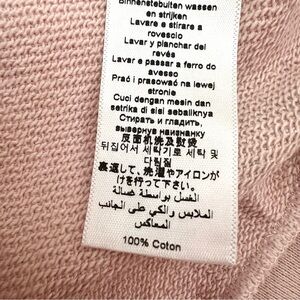 Binnenstebuiten wassen
en strijken
Lavare e stirare a
rovescio
Lavar y planchar del
revés
Lavar e passar a ferro do
avesso
Prać i prasować na lewej
stronie
Cuci dengan mesin dan
setrika di sisi sebaliknya
Стирать и гладить,
вывернув наизнанку
反面机洗及熨烫
뒤집어서 세탁기로 세탁 및
다림질
裏返して、洗濯やアイロンが
けを行って下さい。
الغسل بواسطة غسالة
الملابس والكي على الجانب
المعاكس
100% Coton